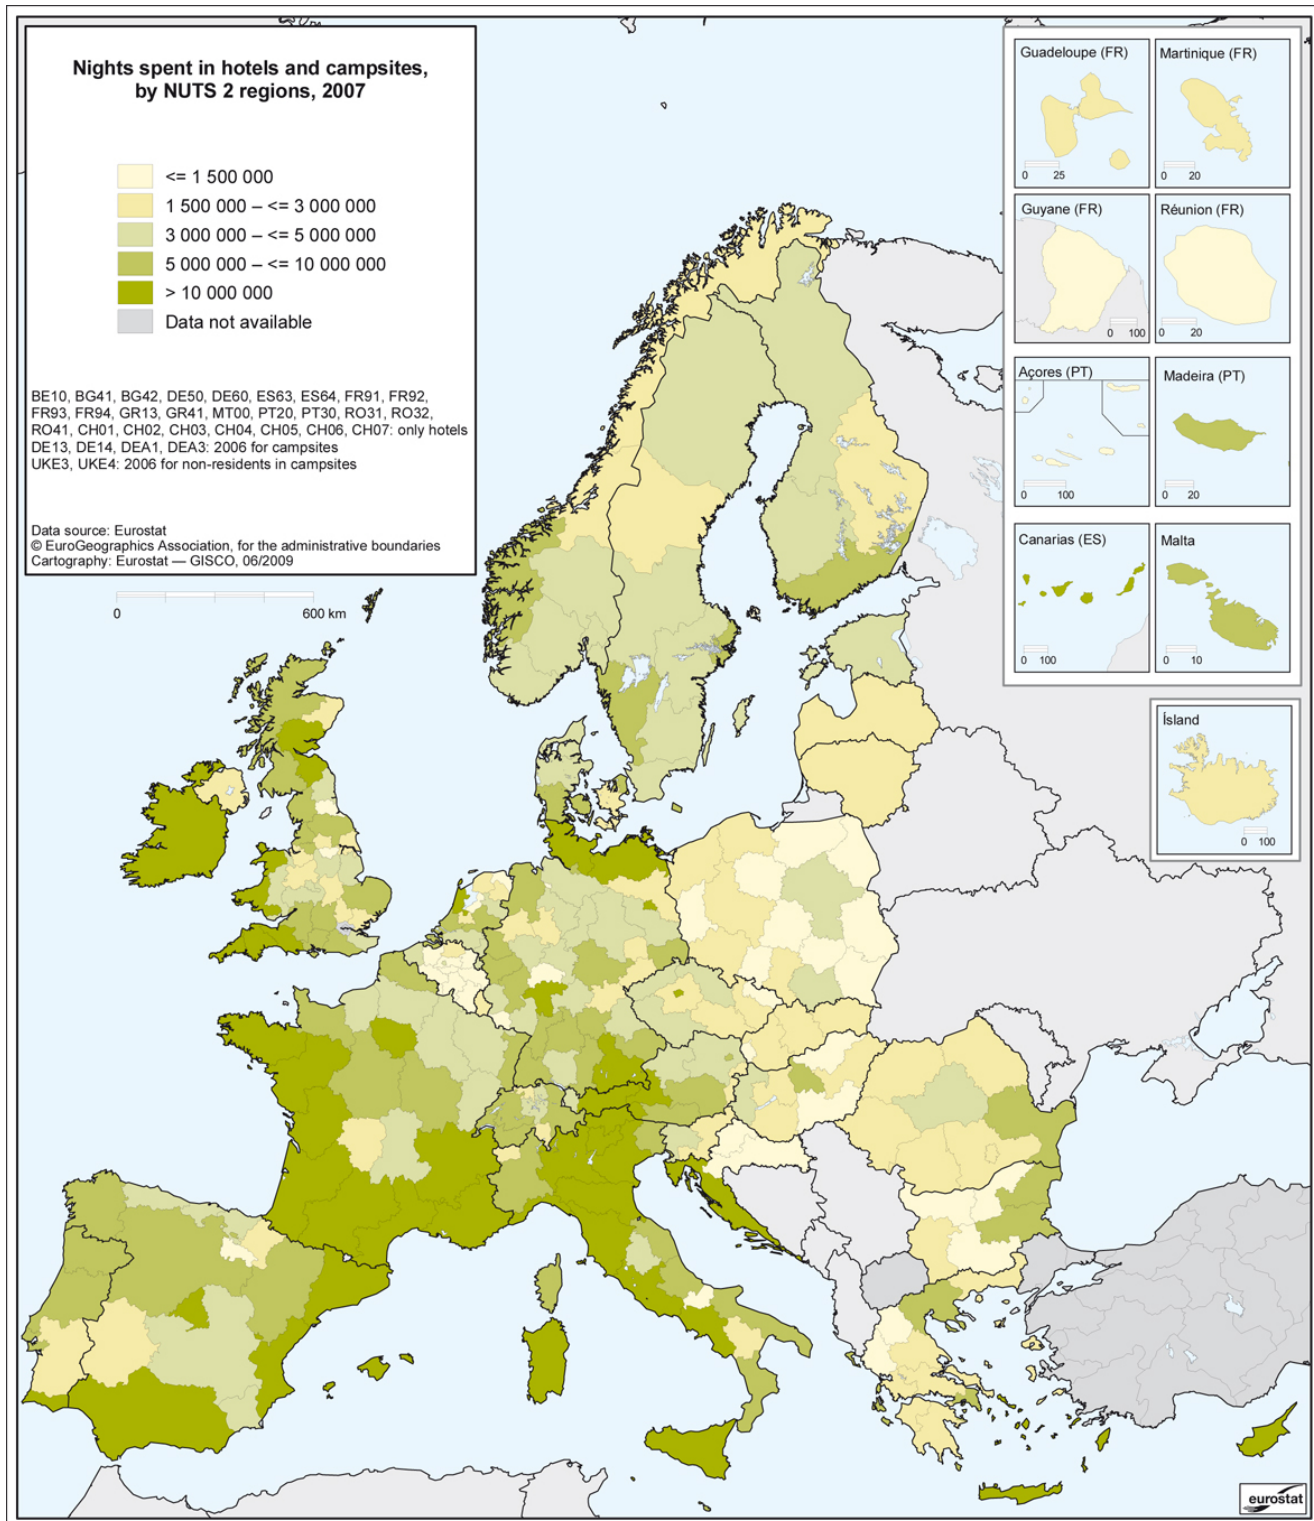 Nights spent in hotels and campsites,
by NUTS 2 regions, 2007
<= 1 500 000
1 500 000 – <= 3 000 000
3 000 000 – <= 5 000 000
5 000 000 – <= 10 000 000
> 10 000 000
Data not available
BE10, BG41, BG42, DE50, DE60, ES63, ES64, FR91, FR92,
FR93, FR94, GR13, GR41, MT00, PT20, PT30, RO31, RO32,
RO41, CH01, CH02, CH03, CH04, CH05, CH06, CH07: only hotels
DE13, DE14, DEA1, DEA3: 2006 for campsites
UKE3, UKE4: 2006 for non-residents in campsites
Data source: Eurostat
© EuroGeographics Association, for the administrative boundaries
Cartography: Eurostat — GISCO, 06/2009
0 600 km
Guadeloupe (FR)
0 25
Martinique (FR)
0 20
Guyane (FR)
0 100
Réunion (FR)
0 20
Açores (PT)
0 100
Madeira (PT)
0 20
Canarias (ES)
0 100
Malta
0 10
Ísland
0 100
eurostat